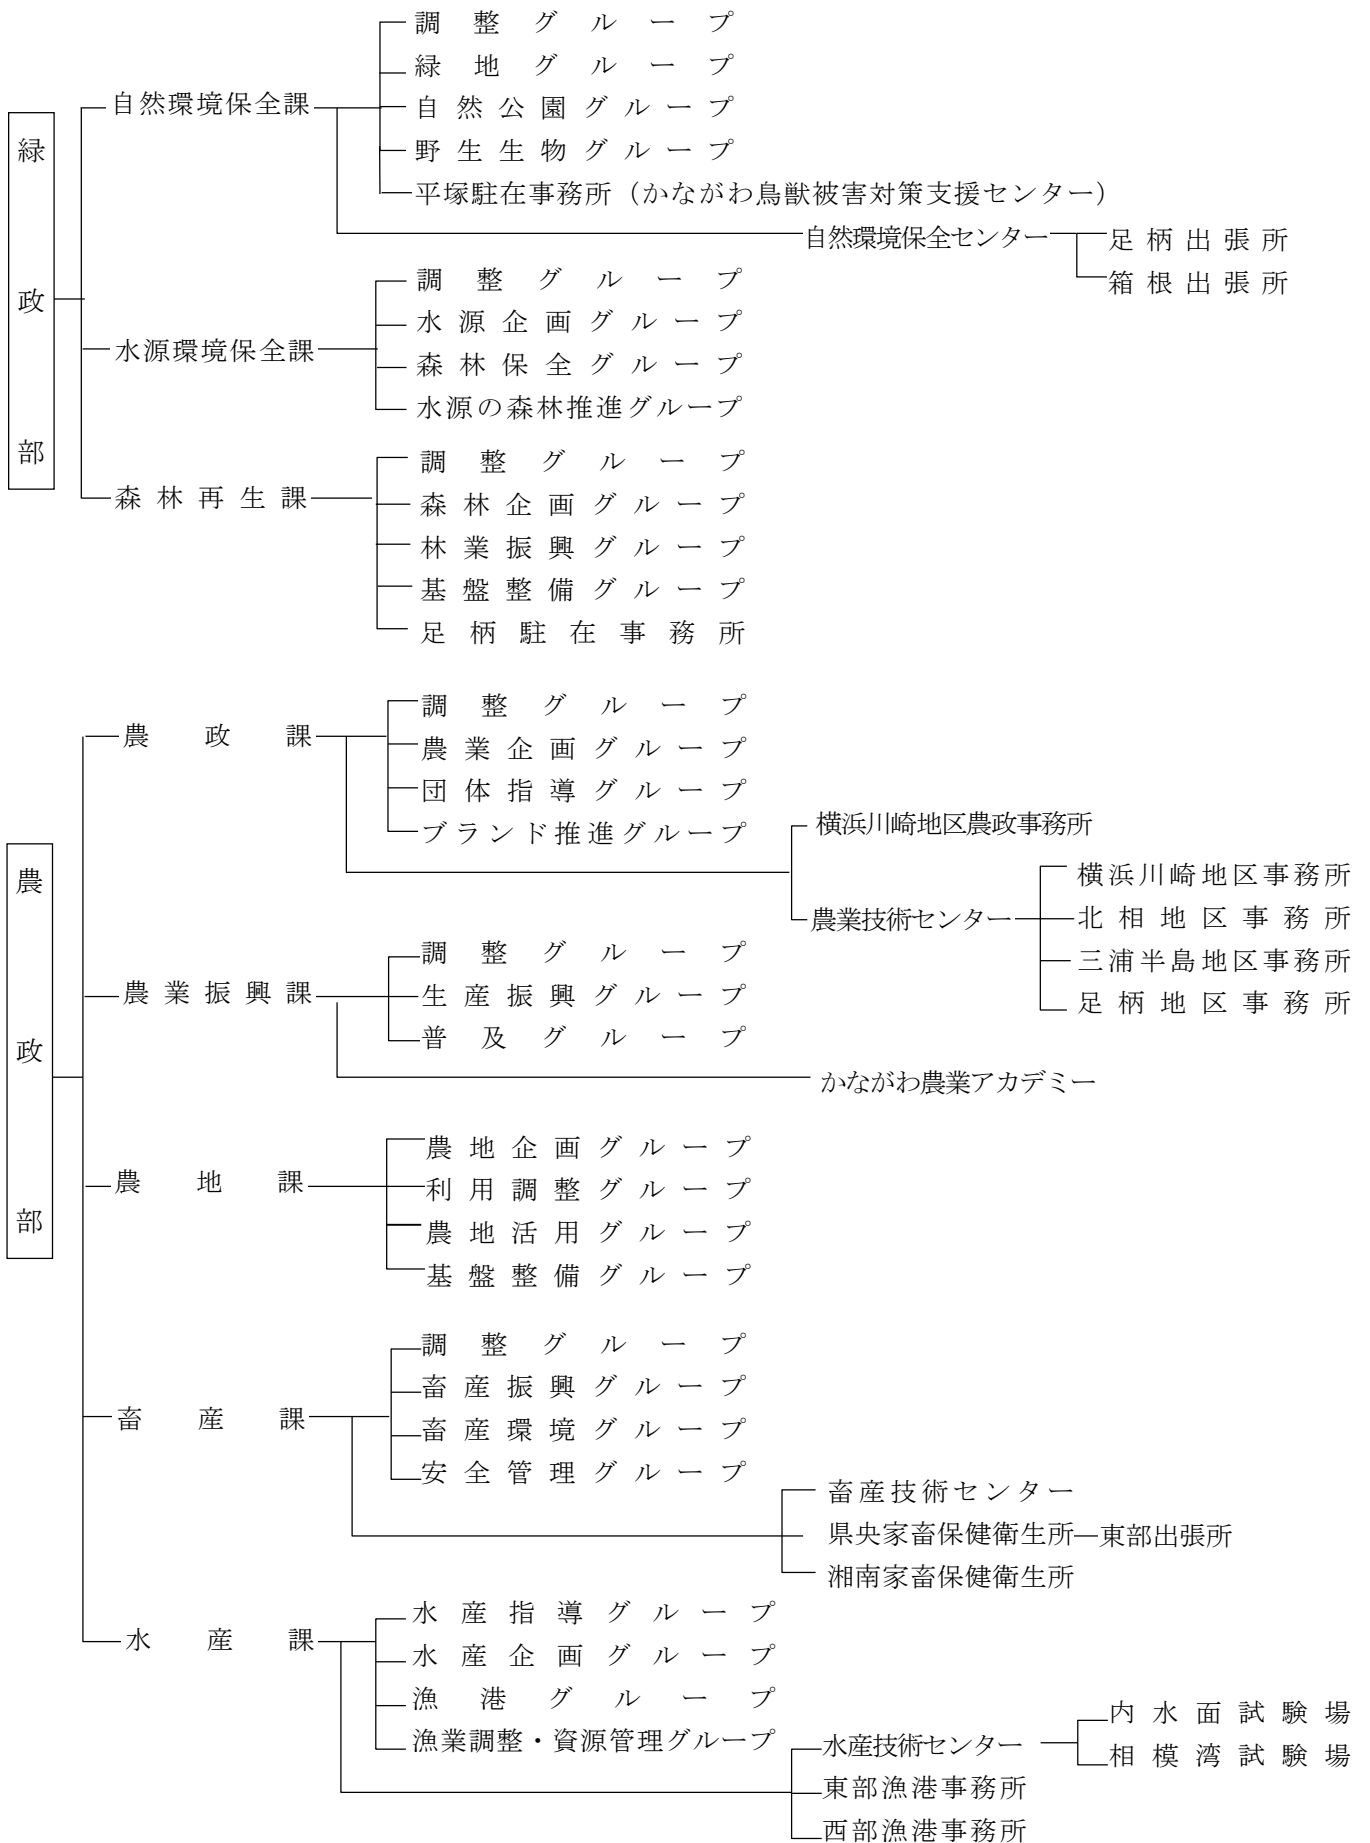 緑政部
自然環境保全課
調整グループ
緑地グループ
自然公園グループ
野生生物グループ
平塚駐在事務所（かながわ鳥獣被害対策支援センター）
自然環境保全センター
足柄出張所
箱根出張所
水源環境保全課
調整グループ
水源企画グループ
森林保全グループ
水源の森林推進グループ
森林再生課
調整グループ
森林企画グループ
林業振興グループ
基盤整備グループ
足柄駐在事務所
農政部
農政課
調整グループ
農業企画グループ
団体指導グループ
ブランド推進グループ
横浜川崎地区農政事務所
農業技術センター
横浜川崎地区事務所
北相地区事務所
三浦半島地区事務所
足柄地区事務所
農業振興課
調整グループ
生産振興グループ
普及グループ
かながわ農業アカデミー
農地課
農地企画グループ
利用調整グループ
農地活用グループ
基盤整備グループ
畜産課
調整グループ
畜産振興グループ
畜産環境グループ
安全管理グループ
畜産技術センター
県央家畜保健衛生所
東部出張所
湘南家畜保健衛生所
水産課
水産指導グループ
水産企画グループ
漁港グループ
漁業調整・資源管理グループ
水産技術センター
内水面試験場
相模湾試験場
東部漁港事務所
西部漁港事務所